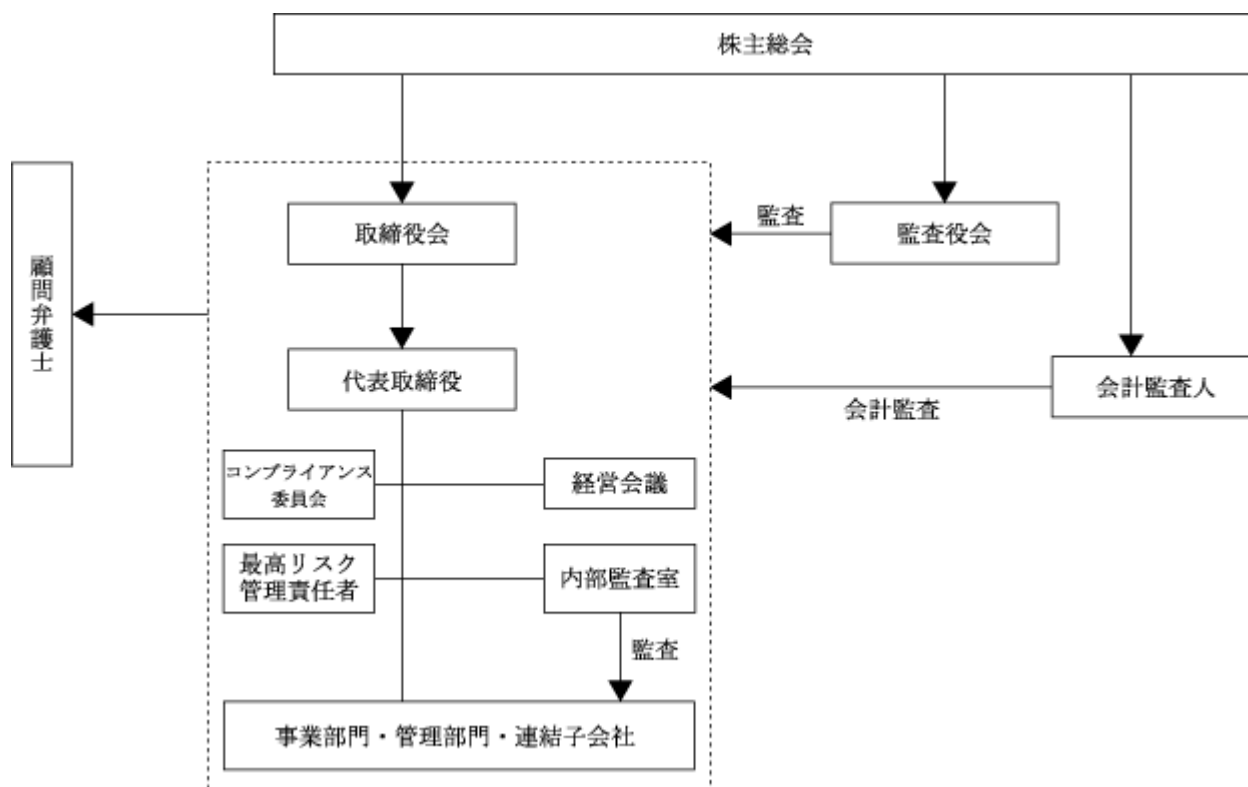 株主総会
取締役会
監査
監査役会
顧問弁護士
代表取締役
会計監査
会計監査人
コンプライアンス
委員会
経営会議
最高リスク
管理責任者
内部監査室
監査
事業部門・管理部門・連結子会社